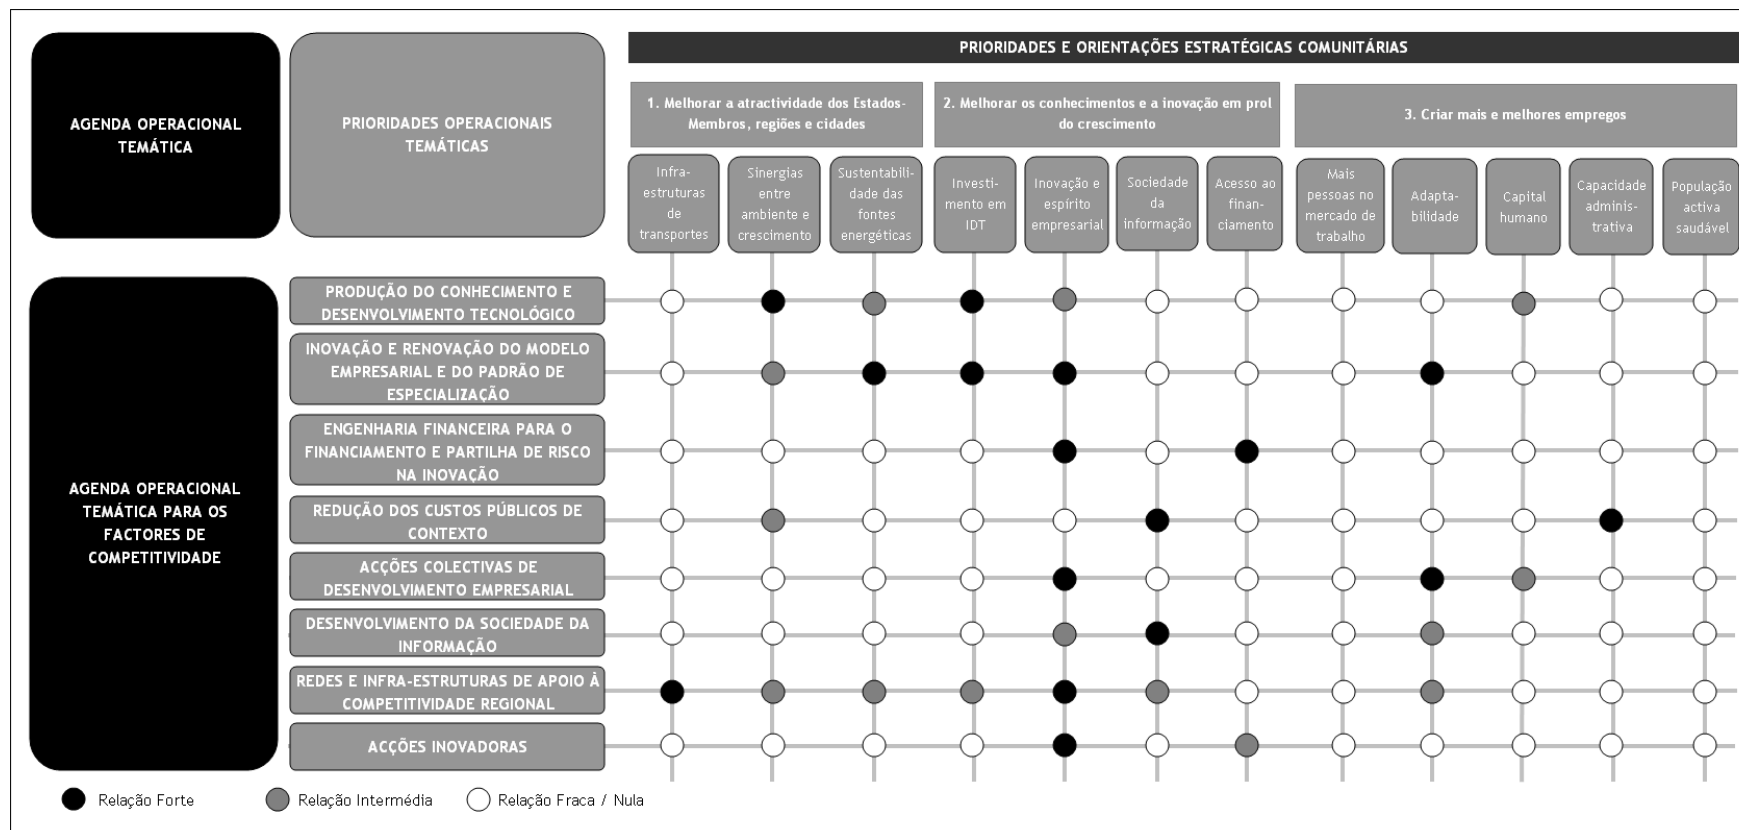 AGENDA OPERACIONAL
TEMÁTICA
PRIORIDADES OPERACIONAIS
TEMÁTICAS
PRIORIDADES E ORIENTAÇÕES ESTRATÉGICAS COMUNITÁRIAS
1. Melhorar a atractividade dos Estados-
Membros, regiões e cidades
2. Melhorar os conhecimentos e a inovação em prol
do crescimento
3. Criar mais e melhores empregos
Infra-
estruturas
de
transportes
Sinergias
entre
ambiente e
crescimento
Sustentabili-
dade das
fontes
energéticas
Investi-
mento em
IDT
Inovação e
espírito
empresarial
Sociedade
da
informação
Acesso ao
finan-
ciamento
Mais
pessoas no
mercado de
trabalho
Adapta-
bilidade
Capital
humano
Capacidade
adminis-
trativa
População
activa
saudável
AGENDA OPERACIONAL
TEMÁTICA PARA OS
FACTORES DE
COMPETITIVIDADE
PRODUÇÃO DO CONHECIMENTO E
DESENVOLVIMENTO TECNOLÓGICO
INOVAÇÃO E RENOVAÇÃO DO MODELO
EMPRESARIAL E DO PADRÃO DE
ESPECIALIZAÇÃO
ENGENHARIA FINANCEIRA PARA O
FINANCIAMENTO E PARTILHA DE RISCO
NA INOVAÇÃO
REDUÇÃO DOS CUSTOS PÚBLICOS DE
CONTEXTO
ACÇÕES COLECTIVAS DE
DESENVOLVIMENTO EMPRESARIAL
DESENVOLVIMENTO DA SOCIEDADE DA
INFORMAÇÃO
REDES E INFRA-ESTRUTURAS DE APOIO À
COMPETITIVIDADE REGIONAL
ACÇÕES INOVADORAS
Relação Forte
Relação Intermédia
Relação Fraca / Nula